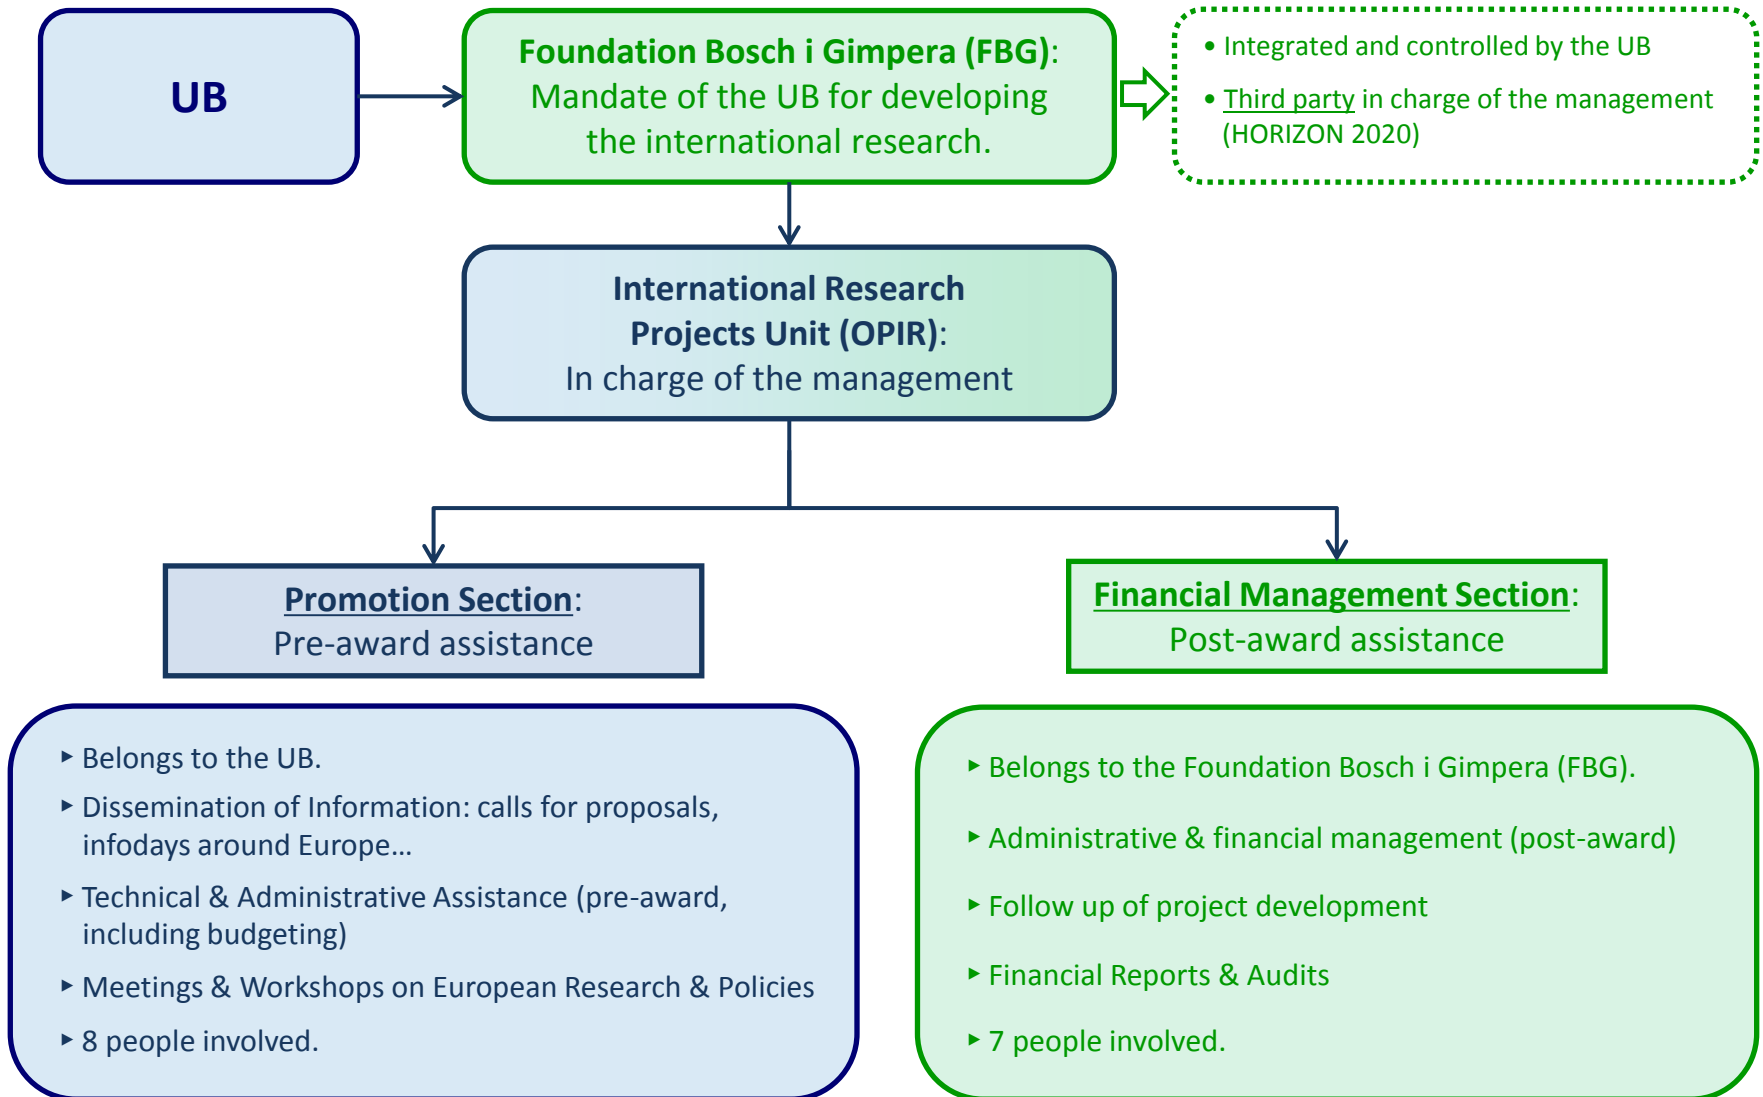 UB
Foundation Bosch i Gimpera (FBG):
Mandate of the UB for developing
the international research.
• Integrated and controlled by the UB
• Third party in charge of the management
(HORIZON 2020)
International Research
Projects Unit (OPIR):
In charge of the management
Promotion Section:
Pre-award assistance
Financial Management Section:
Post-award assistance
▸ Belongs to the UB.
▸ Dissemination of Information: calls for proposals,
infodays around Europe...
▸ Technical & Administrative Assistance (pre-award,
including budgeting)
▸ Meetings & Workshops on European Research & Policies
▸ 8 people involved.
▸ Belongs to the Foundation Bosch i Gimpera (FBG).
▸ Administrative & financial management (post-award)
▸ Follow up of project development
▸ Financial Reports & Audits
▸ 7 people involved.